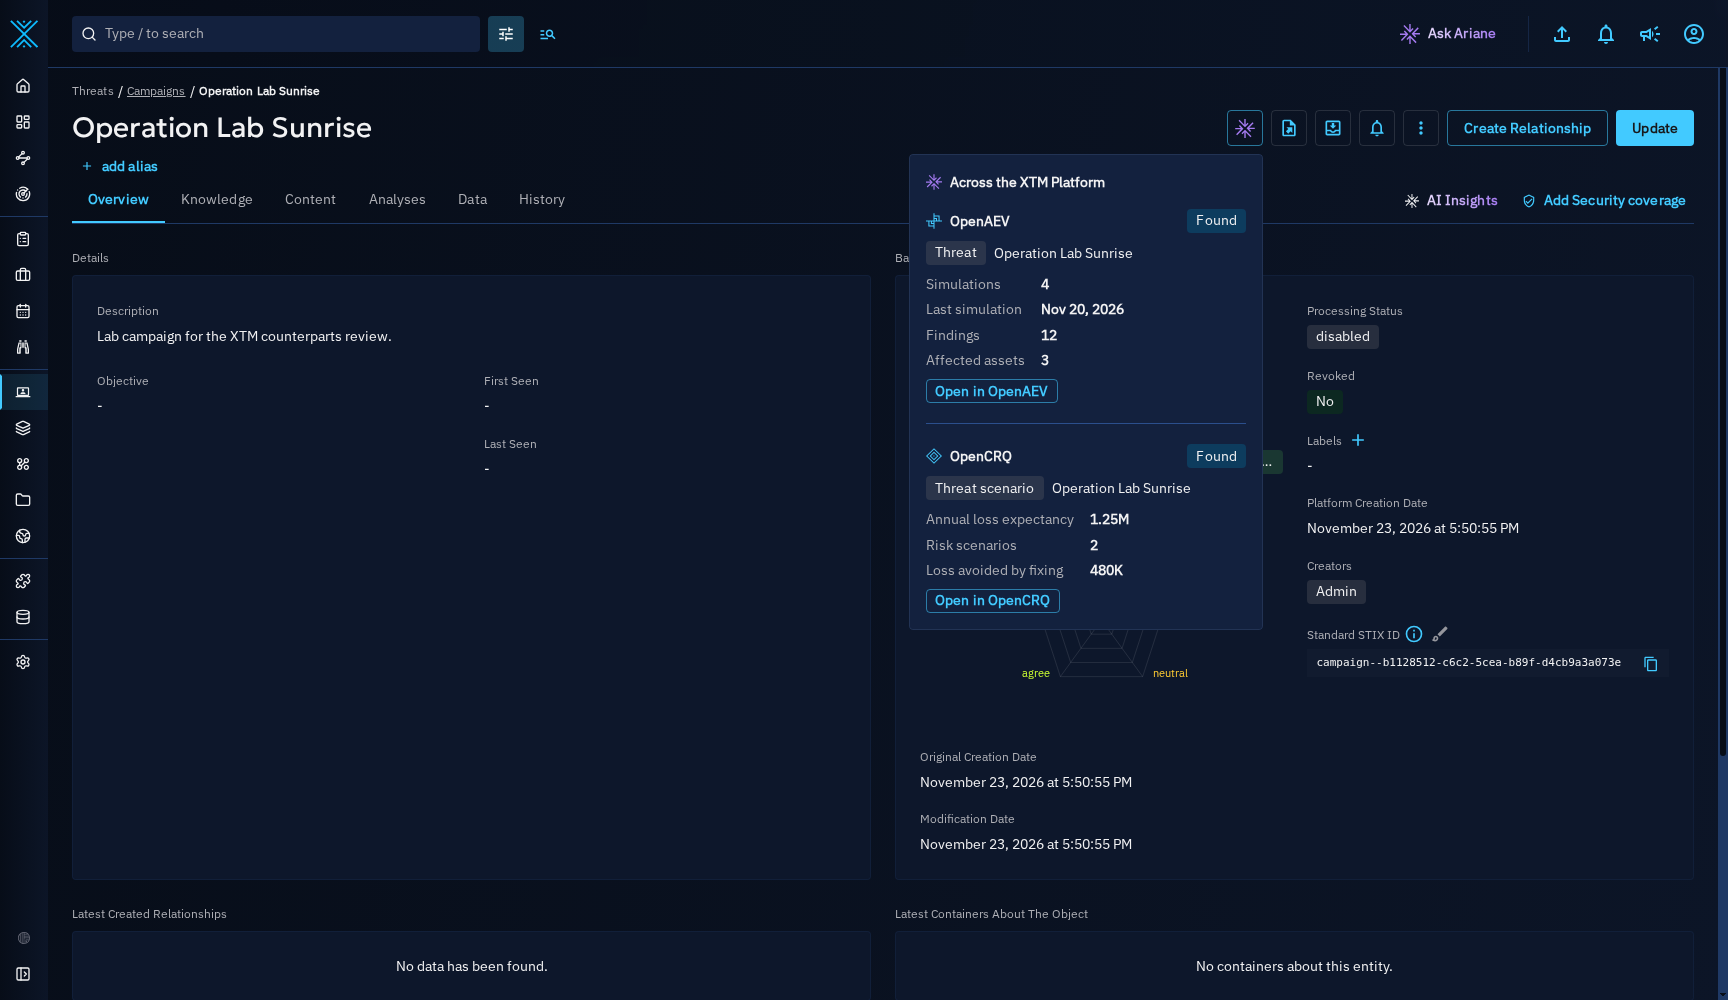 Type / to search
Ask Ariane
Threats / Campaigns / Operation Lab Sunrise
Operation Lab Sunrise
Create Relationship
Update
+ add alias
Overview
Knowledge
Content
Analyses
Data
History
AI Insights
Add Security coverage
Across the XTM Platform
OpenAEV
Found
Threat
Operation Lab Sunrise
Simulations 4
Last simulation Nov 20, 2026
Findings 12
Affected assets 3
Open in OpenAEV
OpenCRQ
Found
Threat scenario
Operation Lab Sunrise
Annual loss expectancy 1.25M
Risk scenarios 2
Loss avoided by fixing 480K
Open in OpenCRQ
Details
Description
Lab campaign for the XTM counterparts review.
Objective
-
First Seen
-
Last Seen
-
Processing Status
disabled
Revoked
No
Labels
-
Platform Creation Date
November 23, 2026 at 5:50:55 PM
Creators
Admin
Standard STIX ID
campaign--b1128512-c6c2-5cea-b89f-d4cb9a3a073e
agree
neutral
Original Creation Date
November 23, 2026 at 5:50:55 PM
Modification Date
November 23, 2026 at 5:50:55 PM
Latest Created Relationships
No data has been found.
Latest Containers About The Object
No containers about this entity.